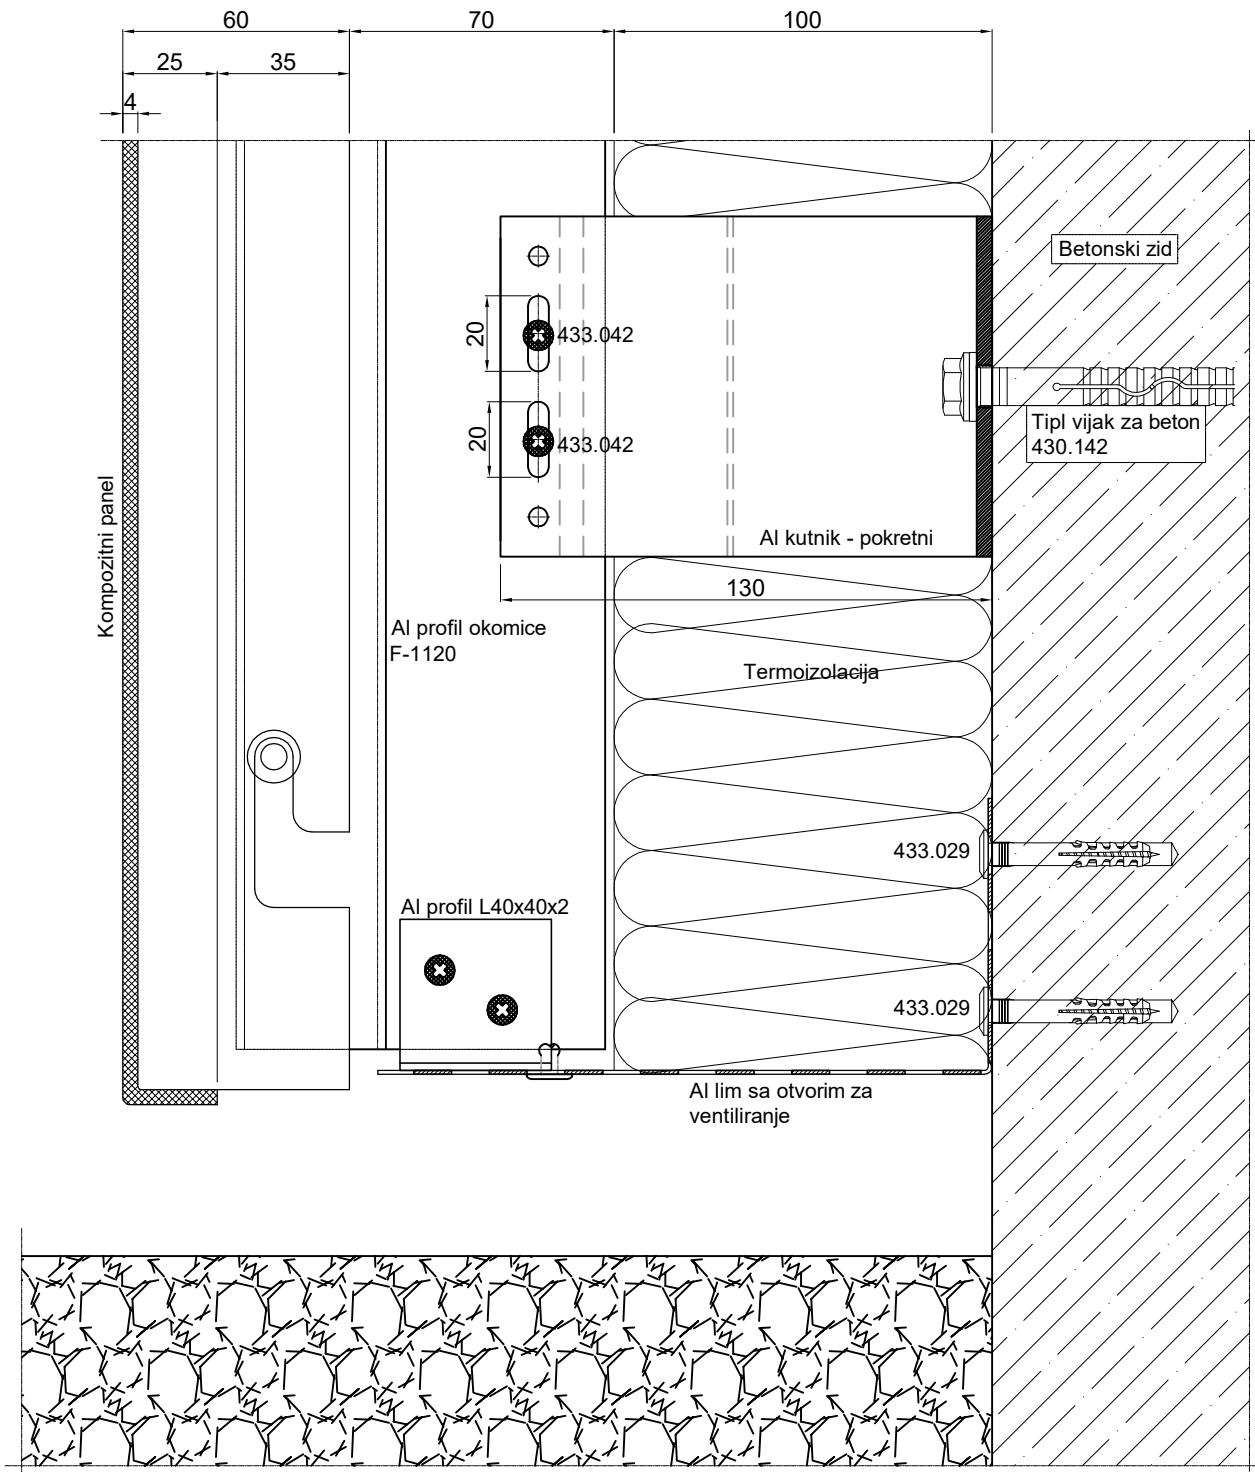 60
70
100
25
35
4
Betonski zid
20
433.042
20
433.042
Tipl vijak za beton
430.142
Kompozitni panel
Al kutnik - pokretni
130
Al profil okomice
F-1120
Termoizolacija
433.029
Al profil L40x40x2
433.029
Al lim sa otvorim za
ventiliranje